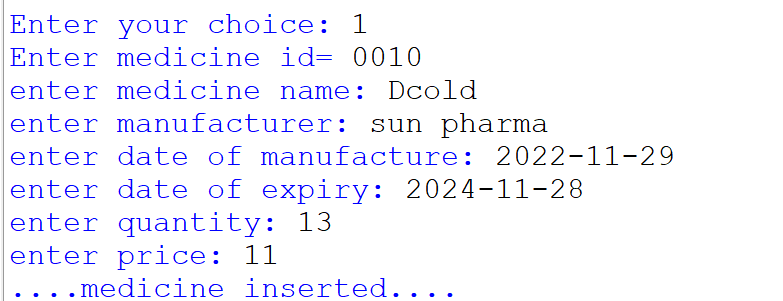 Enter your choice: 1
Enter medicine id= 0010
enter medicine name: Dcold
enter manufacturer: sun pharma
enter date of manufacture: 2022-11-29
enter date of expiry: 2024-11-28
enter quantity: 13
enter price: 11
....medicine inserted....